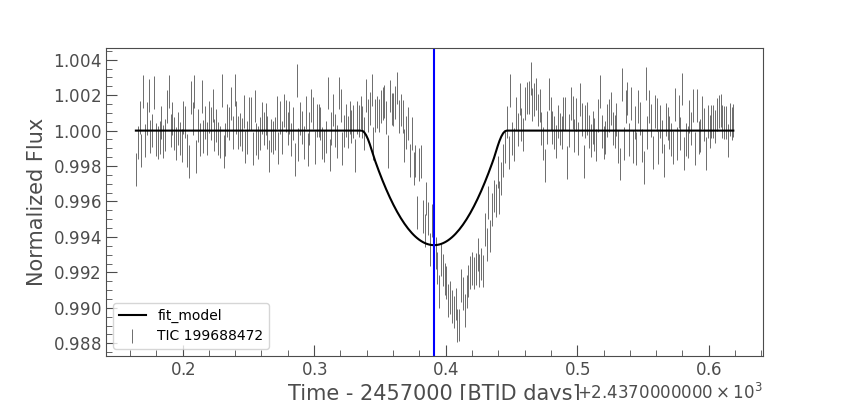 1.004
1.002
1.000
0.998
0.996
0.994
0.992
0.990
0.988
Normalized Flux
fit_model
TIC 199688472
0.2 0.3 0.4 0.5 0.6
Time - 2457000 [BTJD days]
+2.4370000000 × 10³